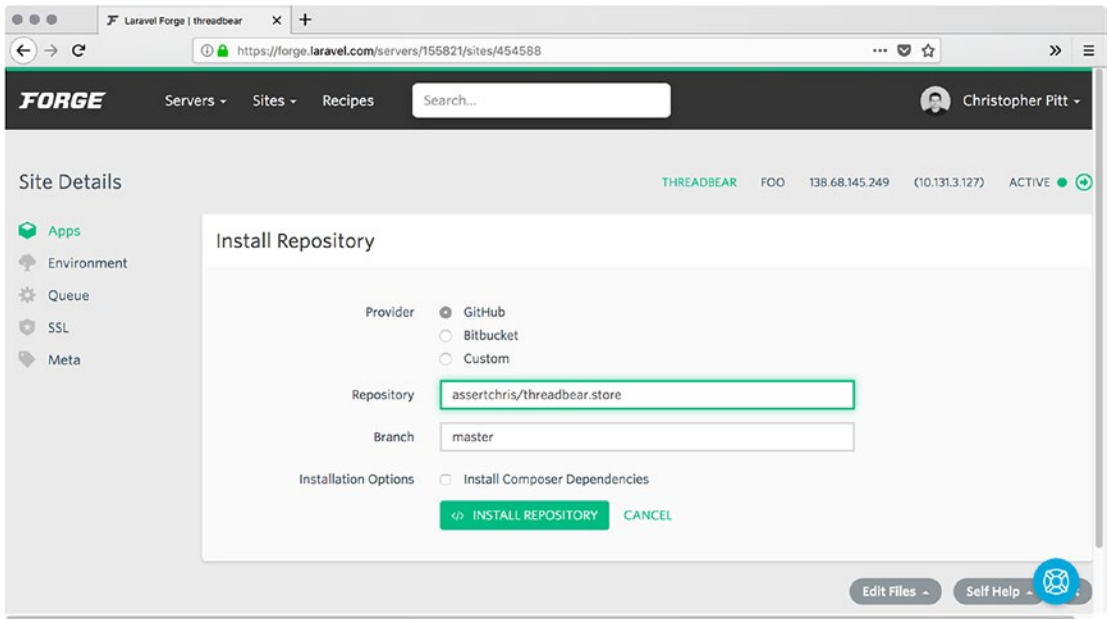 Laravel Forge | threadbear
https://forge.laravel.com/servers/155821/sites/454588
FORGE Servers Sites Recipes Search... Christopher Pitt
Site Details THREADBEAR FOO 138.68.145.249 (10.131.3.127) ACTIVE
Apps
Environment
Queue
SSL
Meta
Install Repository
Provider GitHub
Bitbucket
Custom
Repository assertchris/threadbear.store
Branch master
Installation Options Install Composer Dependencies
</> INSTALL REPOSITORY CANCEL
Edit Files Self Help